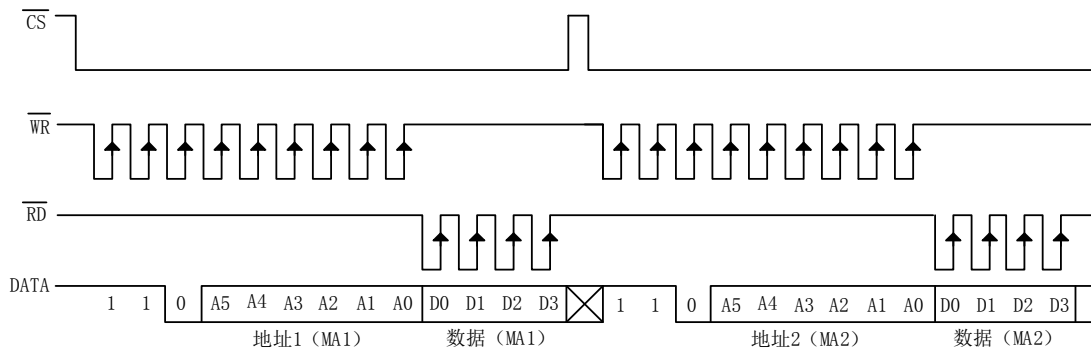 CS
WR
RD
DATA 1 1 0 A5 A4 A3 A2 A1 A0 D0 D1 D2 D3 1 1 0 A5 A4 A3 A2 A1 A0 D0 D1 D2 D3
地址1（MA1） 数据（MA1） 地址2（MA2） 数据（MA2）